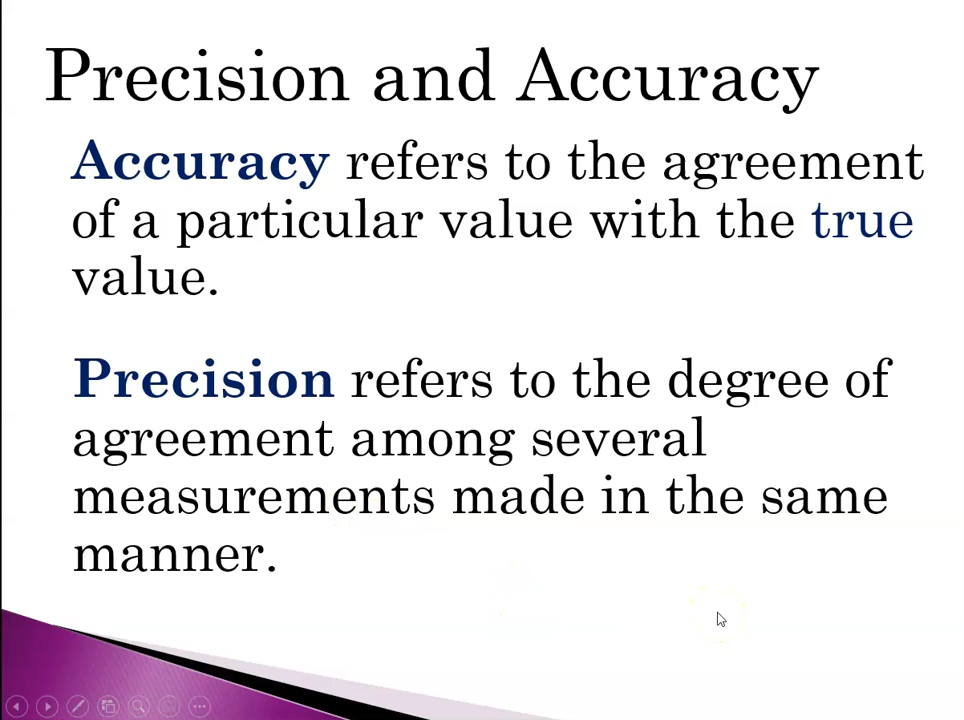 Precision and Accuracy
Accuracy refers to the agreement
of a particular value with the true
value.
Precision refers to the degree of
agreement among several
measurements made in the same
manner.